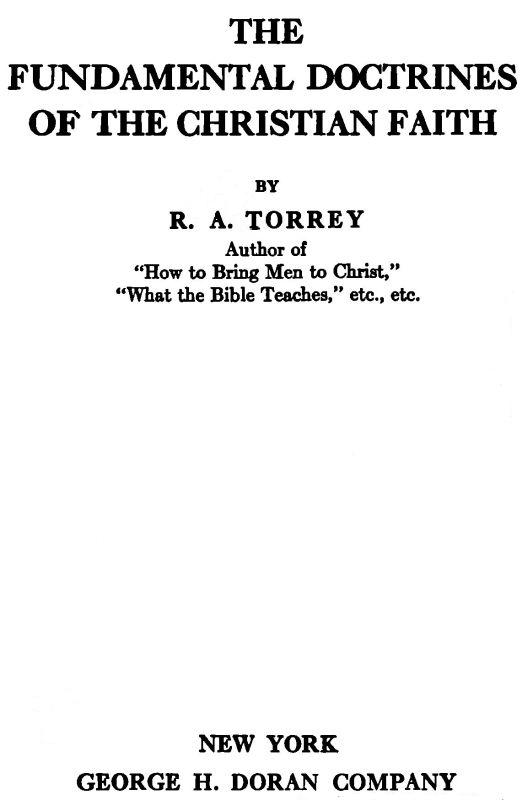 THE
FUNDAMENTAL DOCTRINES
OF THE CHRISTIAN FAITH
BY
R. A. TORREY
Author of
“How to Bring Men to Christ,”
“What the Bible Teaches,” etc., etc.
NEW YORK
GEORGE H. DORAN COMPANY